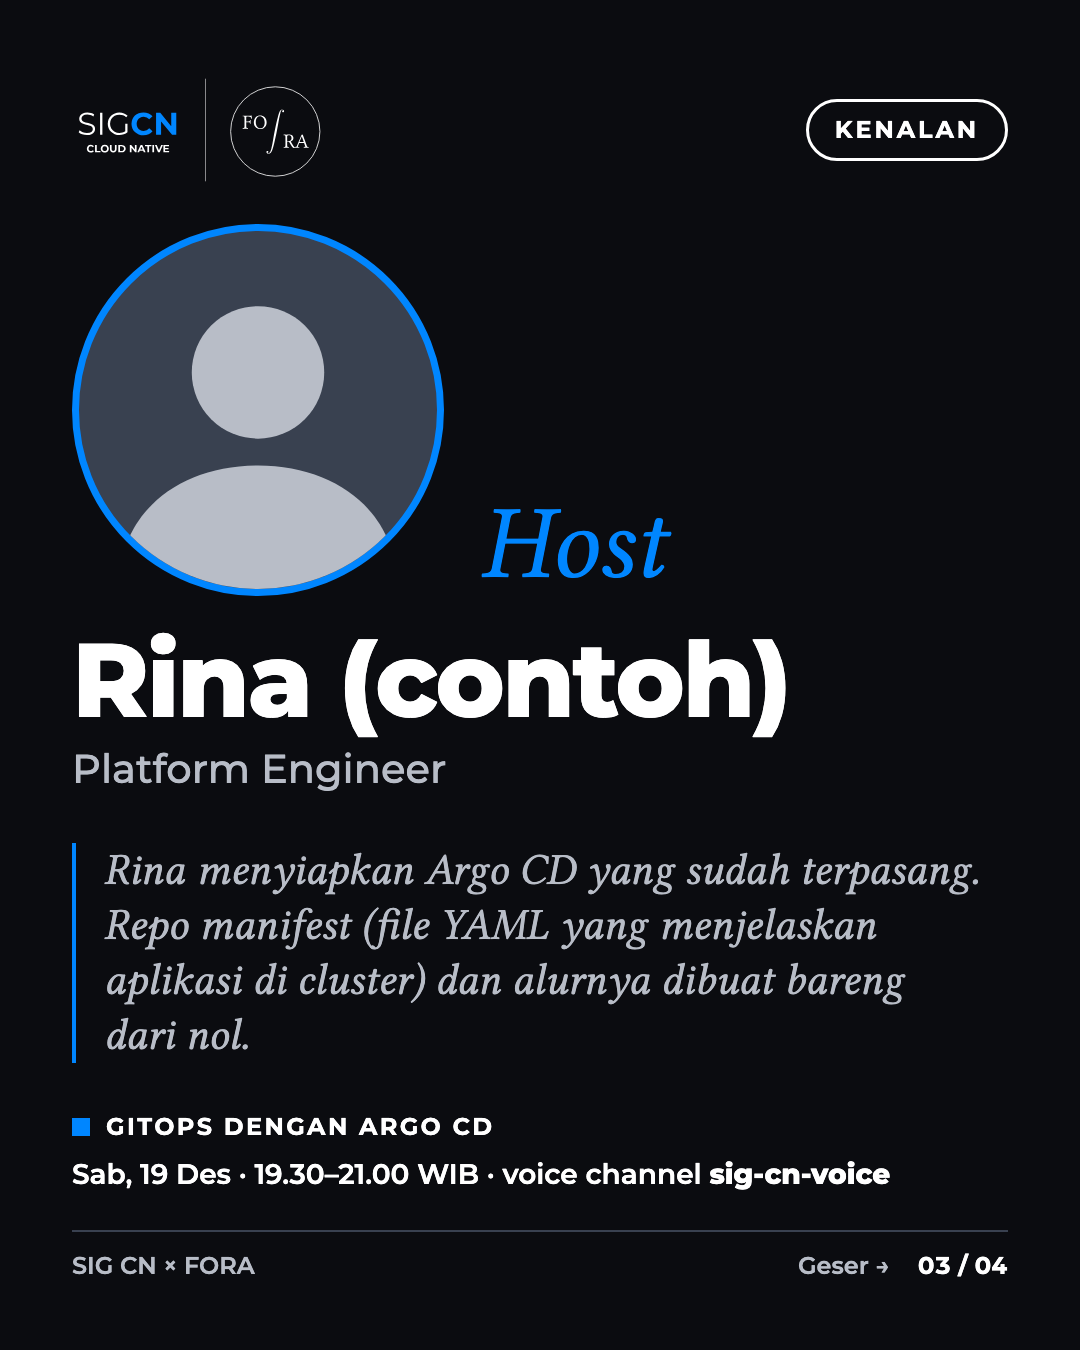 SIGCN
CLOUD NATIVE
FO
RA
KENALAN
Host
Rina (contoh)
Platform Engineer
Rina menyiapkan Argo CD yang sudah terpasang.
Repo manifest (file YAML yang menjelaskan
aplikasi di cluster) dan alurnya dibuat bareng
dari nol.
GITOPS DENGAN ARGO CD
Sab, 19 Des · 19.30–21.00 WIB · voice channel sig-cn-voice
SIG CN × FORA
Geser → 03 / 04